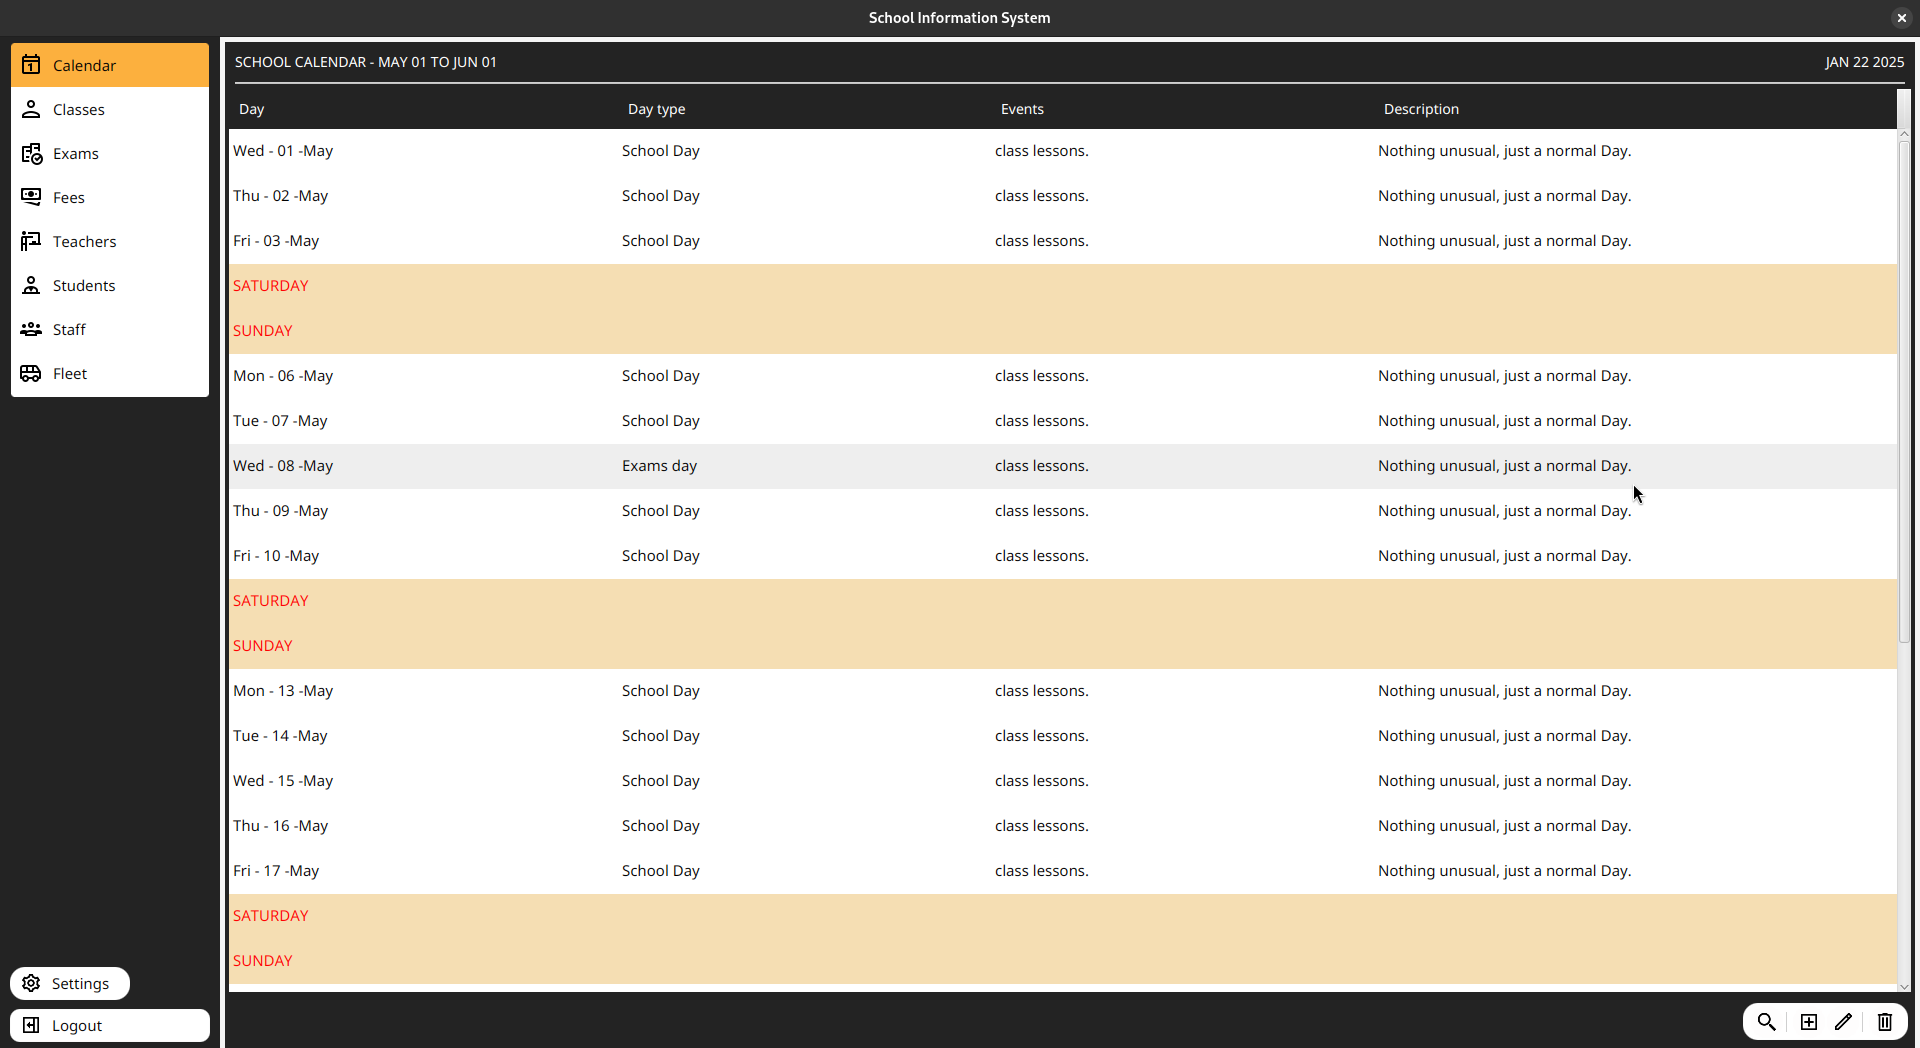 School Information System
Calendar
Classes
Exams
Fees
Teachers
Students
Staff
Fleet
Settings
Logout
SCHOOL CALENDAR - MAY 01 TO JUN 01 JAN 22 2025
Day Day type Events Description
Wed - 01 -May School Day class lessons. Nothing unusual, just a normal Day.
Thu - 02 -May School Day class lessons. Nothing unusual, just a normal Day.
Fri - 03 -May School Day class lessons. Nothing unusual, just a normal Day.
SATURDAY
SUNDAY
Mon - 06 -May School Day class lessons. Nothing unusual, just a normal Day.
Tue - 07 -May School Day class lessons. Nothing unusual, just a normal Day.
Wed - 08 -May Exams day class lessons. Nothing unusual, just a normal Day.
Thu - 09 -May School Day class lessons. Nothing unusual, just a normal Day.
Fri - 10 -May School Day class lessons. Nothing unusual, just a normal Day.
SATURDAY
SUNDAY
Mon - 13 -May School Day class lessons. Nothing unusual, just a normal Day.
Tue - 14 -May School Day class lessons. Nothing unusual, just a normal Day.
Wed - 15 -May School Day class lessons. Nothing unusual, just a normal Day.
Thu - 16 -May School Day class lessons. Nothing unusual, just a normal Day.
Fri - 17 -May School Day class lessons. Nothing unusual, just a normal Day.
SATURDAY
SUNDAY